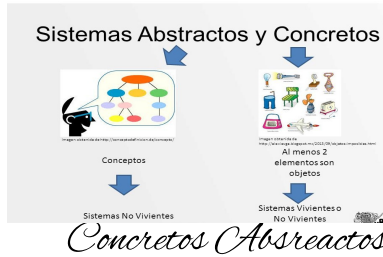 Sistemas Abstractos y Concretos
Imagen obtenida de http://conceptodefinicion.de/concepto/
Imagen obtenida de
Conceptos
Al menos 2
elementos son
objetos
Sistemas No Vivientes
Sistemas Vivientes o
No Vivientes
Concretos Absreactos